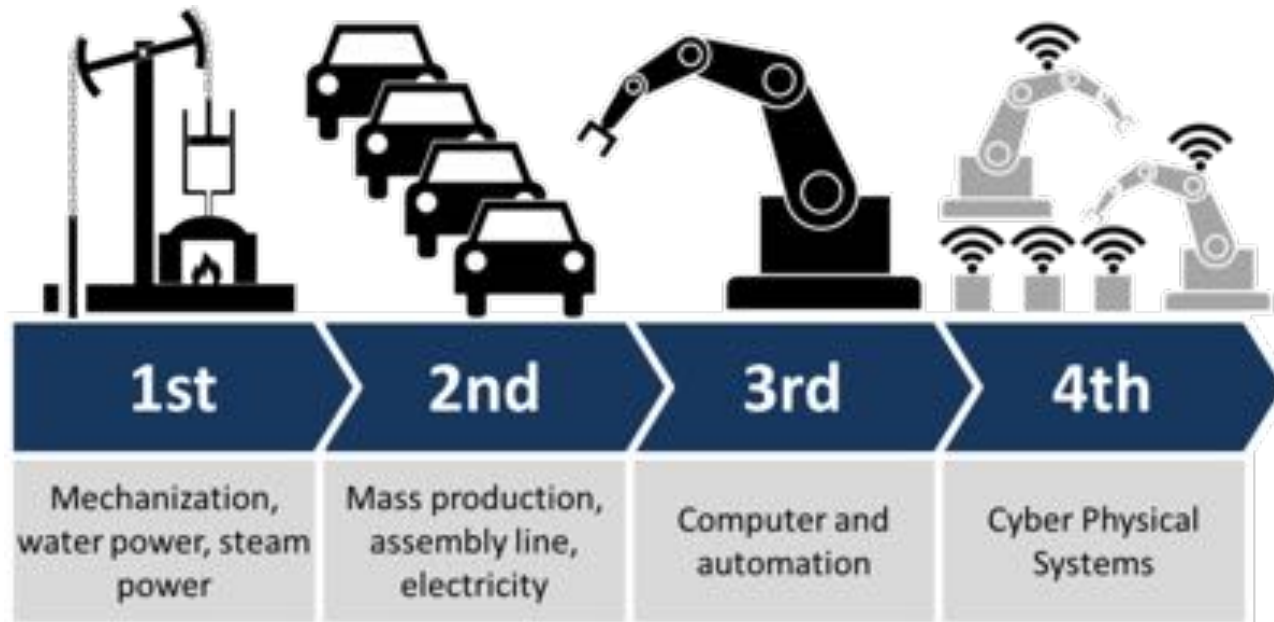 1st
2nd
3rd
4th
Mechanization,
water power, steam
power
Mass production,
assembly line,
electricity
Computer and
automation
Cyber Physical
Systems